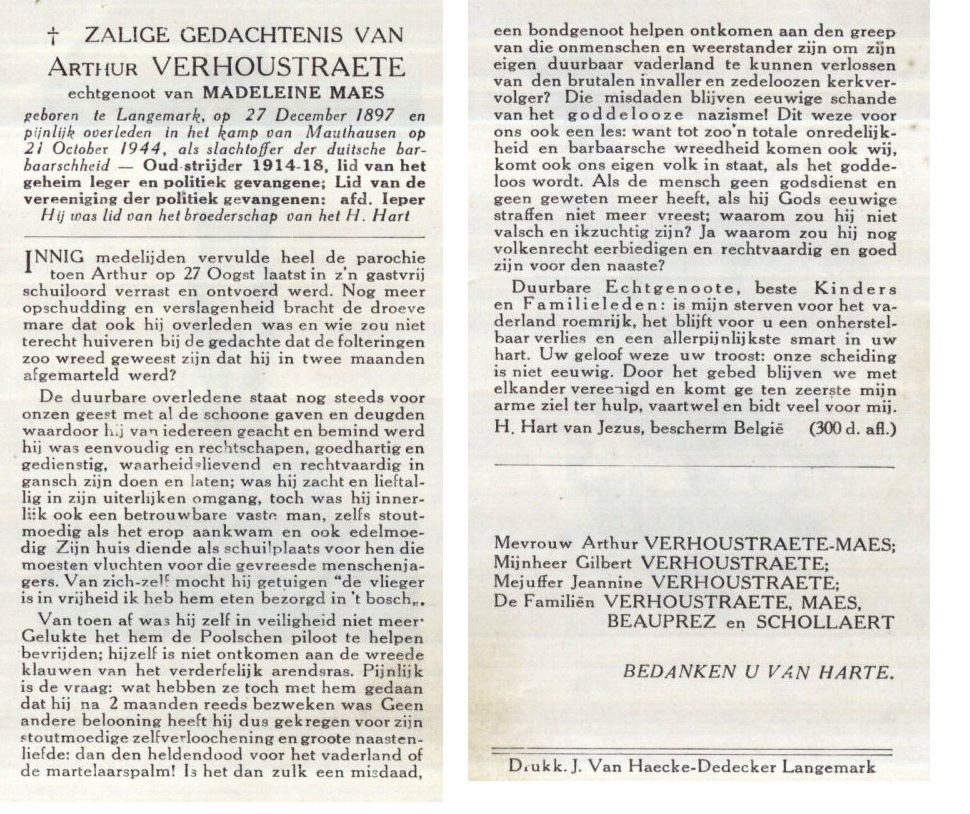 † ZALIGE GEDACHTENIS VAN
ARTHUR VERHOUSTRAETE
echtgenoot van MADELEINE MAES
geboren te Langemark, op 27 December 1897 en
pijnlijk overleden in het kamp van Mauthausen op
21 October 1944, als slachtoffer der duitsche bar-
baarschheid — Oud-strijder 1914-18, lid van het
geheim leger en politiek gevangene; Lid van de
vereeniging der politiek gevangenen: afd. Ieper
Hij was lid van het broederschap van het H. Hart
INNIG medelijden vervulde heel de parochie
toen Arthur op 27 Oogst laatst in z'n gastvrij
schuiloord verrast en ontvoerd werd. Nog meer
opschudding en verslagenheid bracht de droeve
mare dat ook hij overleden was en wie zou niet
terecht huiveren bij de gedachte dat de folteringen
zoo wreed geweest zijn dat hij in twee maanden
afgemarteld werd?
De duurbare overledene staat nog steeds voor
onzen geest met al de schoone gaven en deugden
waardoor hij van iedereen geacht en bemind werd
hij was eenvoudig en rechtschapen, goedhartig en
gedienstig, waarheidslievend en rechtvaardig in
gansch zijn doen en laten; was hij zacht en lieftal-
lig in zijn uiterlijken omgang, toch was hij inner-
lijk ook een betrouwbare vaste man, zelfs stout-
moedig als het erop aankwam en ook edelmoe-
dig Zijn huis diende als schuilplaats voor hen die
moesten vluchten voor die gevreesde menschenja-
gers. Van zich-zelf mocht hij getuigen "de vlieger
is in vrijheid ik heb hem eten bezorgd in 't bosch„.
Van toen af was hij zelf in veiligheid niet meer·
Gelukte het hem de Poolschen piloot te helpen
bevrijden; hijzelf is niet ontkomen aan de wreede
klauwen van het verderfelijk arendsras. Pijnlijk
is de vraag: wat hebben ze toch met hem gedaan
dat hij na 2 maanden reeds bezweken was Geen
andere belooning heeft hij dus gekregen voor zijn
stoutmoedige zelfverloochening en groote naasten-
liefde: dan den heldendood voor het vaderland of
de martelaarspalm! Is het dan zulk een misdaad,
een bondgenoot helpen ontkomen aan den greep
van die onmenschen en weerstander zijn om zijn
eigen duurbaar vaderland te kunnen verlossen
van den brutalen invaller en zedeloozen kerkver-
volger? Die misdaden blijven eeuwige schande
van het goddelooze nazisme! Dit weze voor
ons ook een les: want tot zoo'n totale onredelijk-
heid en barbaarsche wreedheid komen ook wij,
komt ook ons eigen volk in staat, als het godde-
loos wordt. Als de mensch geen godsdienst en
geen geweten meer heeft, als hij Gods eeuwige
straffen niet meer vreest; waarom zou hij niet
valsch en ikzuchtig zijn? Ja waarom zou hij nog
volkenrecht eerbiedigen en rechtvaardig en goed
zijn voor den naaste?
Duurbare Echtgenoote, beste Kinders
en Familieleden: is mijn sterven voor het va-
derland roemrijk, het blijft voor u een onherstel-
baar verlies en een allerpijnlijkste smart in uw
hart. Uw geloof weze uw troost: onze scheiding
is niet eeuwig. Door het gebed blijven we met
elkander vereenigd en komt ge ten zeerste mijn
arme ziel ter hulp, vaartwel en bidt veel voor mij.
H. Hart van Jezus, bescherm België (300 d. afl.)
Mevrouw Arthur VERHOUSTRAETE-MAES;
Mijnheer Gilbert VERHOUSTRAETE;
Mejuffer Jeannine VERHOUSTRAETE;
De Familiën VERHOUSTRAETE, MAES,
BEAUPREZ en SCHOLLAERT
BEDANKEN U VAN HARTE.
Drukk. J. Van Haecke-Dedecker Langemark